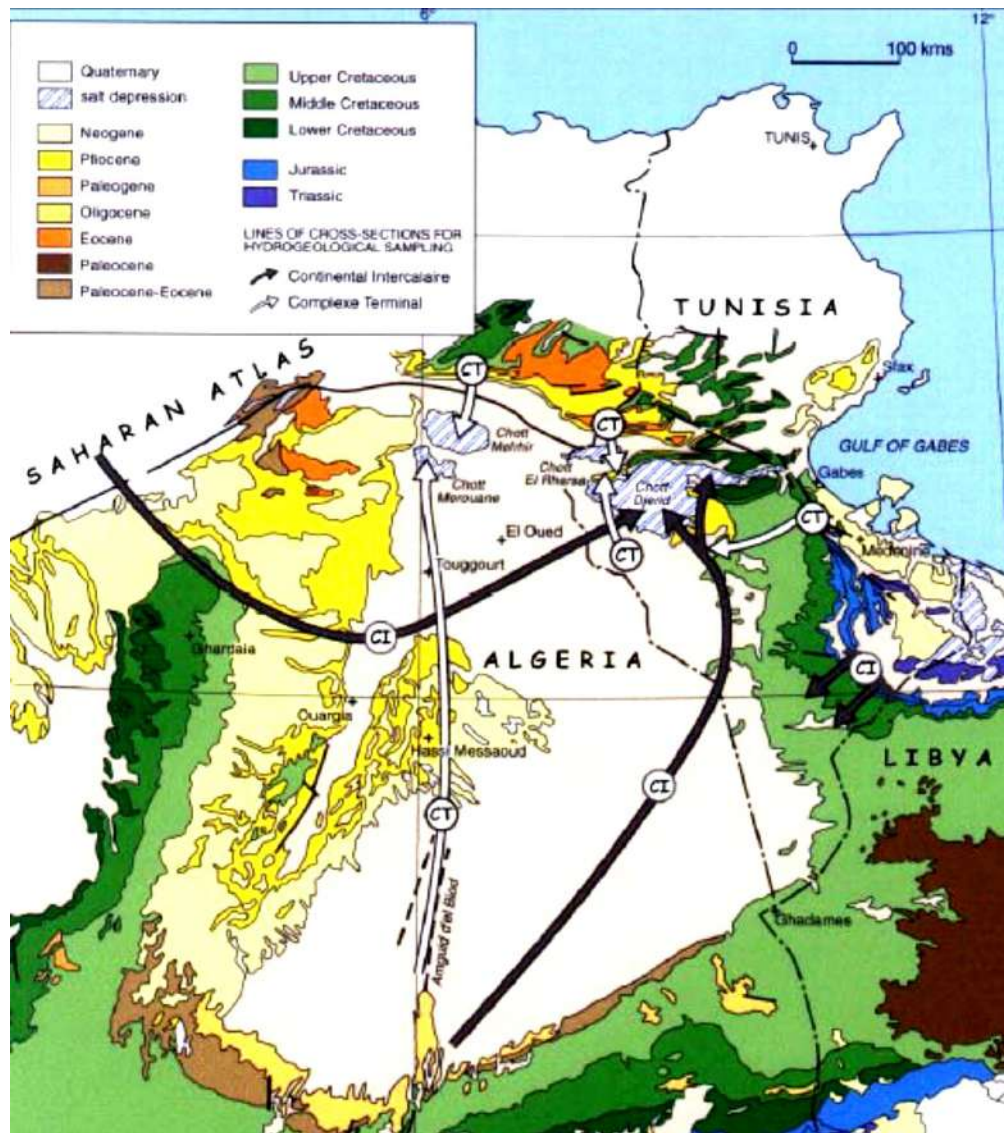 6°
12°
0 100 kms
Quaternary
salt depression
Neogene
Pliocene
Paleogene
Oligocene
Eocene
Paleocene
Paleocene-Eocene
Upper Cretaceous
Middle Cretaceous
Lower Cretaceous
Jurassic
Triassic
LINES OF CROSS-SECTIONS FOR
HYDROGEOLOGICAL SAMPLING
Continental Intercalaire
Complexe Terminal
TUNIS
TUNISIA
SAHARAN ATLAS
Sfax
CT
CT
Chott
Melrhir
Chott
El Rharsa
GULF OF GABES
Gabes
Chott
Merouane
Chott
Djerid
CT
El Oued
CT
Medenine
Touggourt
CI
Ghardaia
ALGERIA
CI
Ouargla
Hassi Messaoud
LIBYA
CI
CT
Ghadames
Amguid d'el Biod